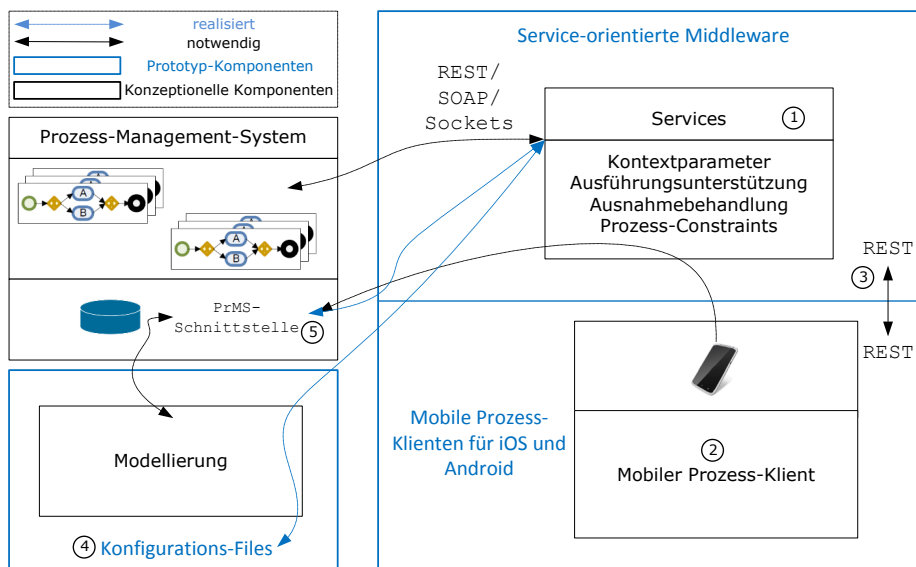 realisiert
notwendig
Prototyp-Komponenten
Konzeptionelle Komponenten
Prozess-Management-System
A
B
A
B
PrMS-
Schnittstelle
5
Modellierung
4 Konfigurations-Files
Service-orientierte Middleware
REST/
SOAP/
Sockets
Services
1
Kontextparameter
Ausführungsunterstützung
Ausnahmebehandlung
Prozess-Constraints
REST
3
REST
Mobile Prozess-
Klienten für iOS und
Android
2
Mobiler Prozess-Klient